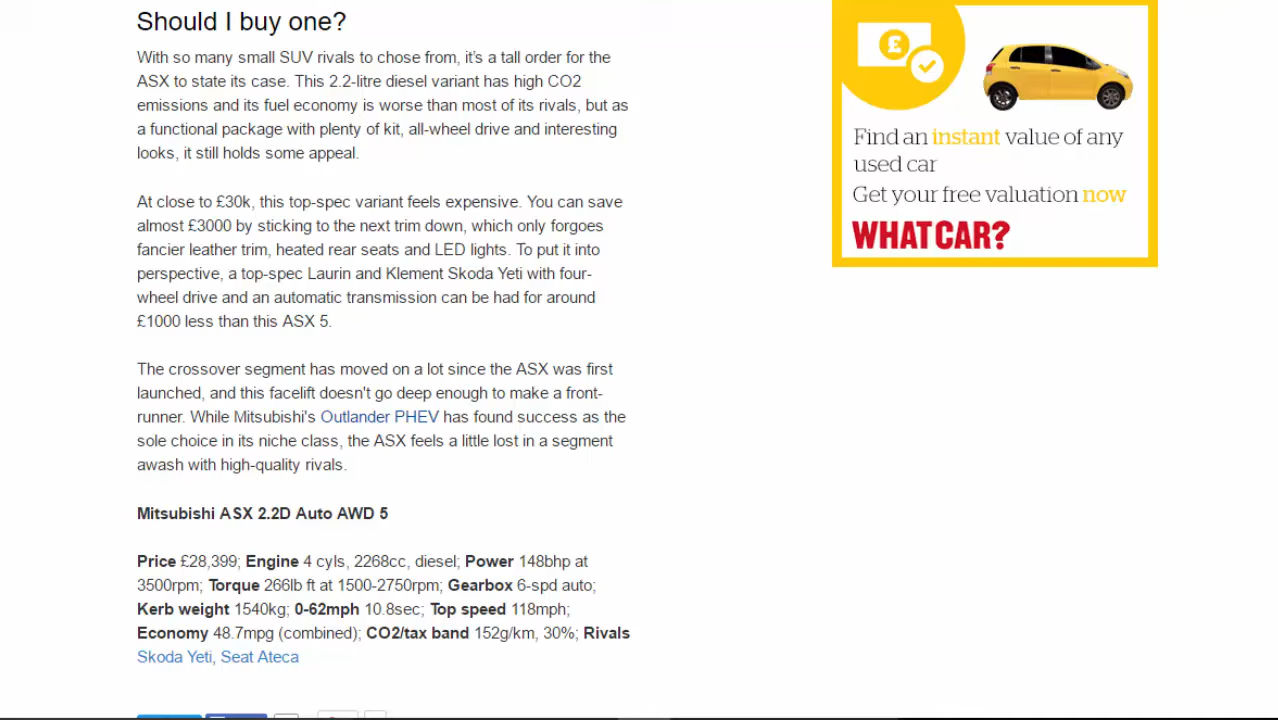 Should I buy one?
With so many small SUV rivals to chose from, it's a tall order for the
ASX to state its case. This 2.2-litre diesel variant has high CO2
emissions and its fuel economy is worse than most of its rivals, but as
a functional package with plenty of kit, all-wheel drive and interesting
looks, it still holds some appeal.
At close to £30k, this top-spec variant feels expensive. You can save
almost £3000 by sticking to the next trim down, which only forgoes
fancier leather trim, heated rear seats and LED lights. To put it into
perspective, a top-spec Laurin and Klement Skoda Yeti with four-
wheel drive and an automatic transmission can be had for around
£1000 less than this ASX 5.
The crossover segment has moved on a lot since the ASX was first
launched, and this facelift doesn't go deep enough to make a front-
runner. While Mitsubishi's Outlander PHEV has found success as the
sole choice in its niche class, the ASX feels a little lost in a segment
awash with high-quality rivals.
Mitsubishi ASX 2.2D Auto AWD 5
Price £28,399; Engine 4 cyls, 2268cc, diesel; Power 148bhp at
3500rpm; Torque 266lb ft at 1500-2750rpm; Gearbox 6-spd auto;
Kerb weight 1540kg; 0-62mph 10.8sec; Top speed 118mph;
Economy 48.7mpg (combined); CO2/tax band 152g/km, 30%; Rivals
Skoda Yeti, Seat Ateca
£
Find an instant value of any
used car
Get your free valuation now
WHAT CAR?